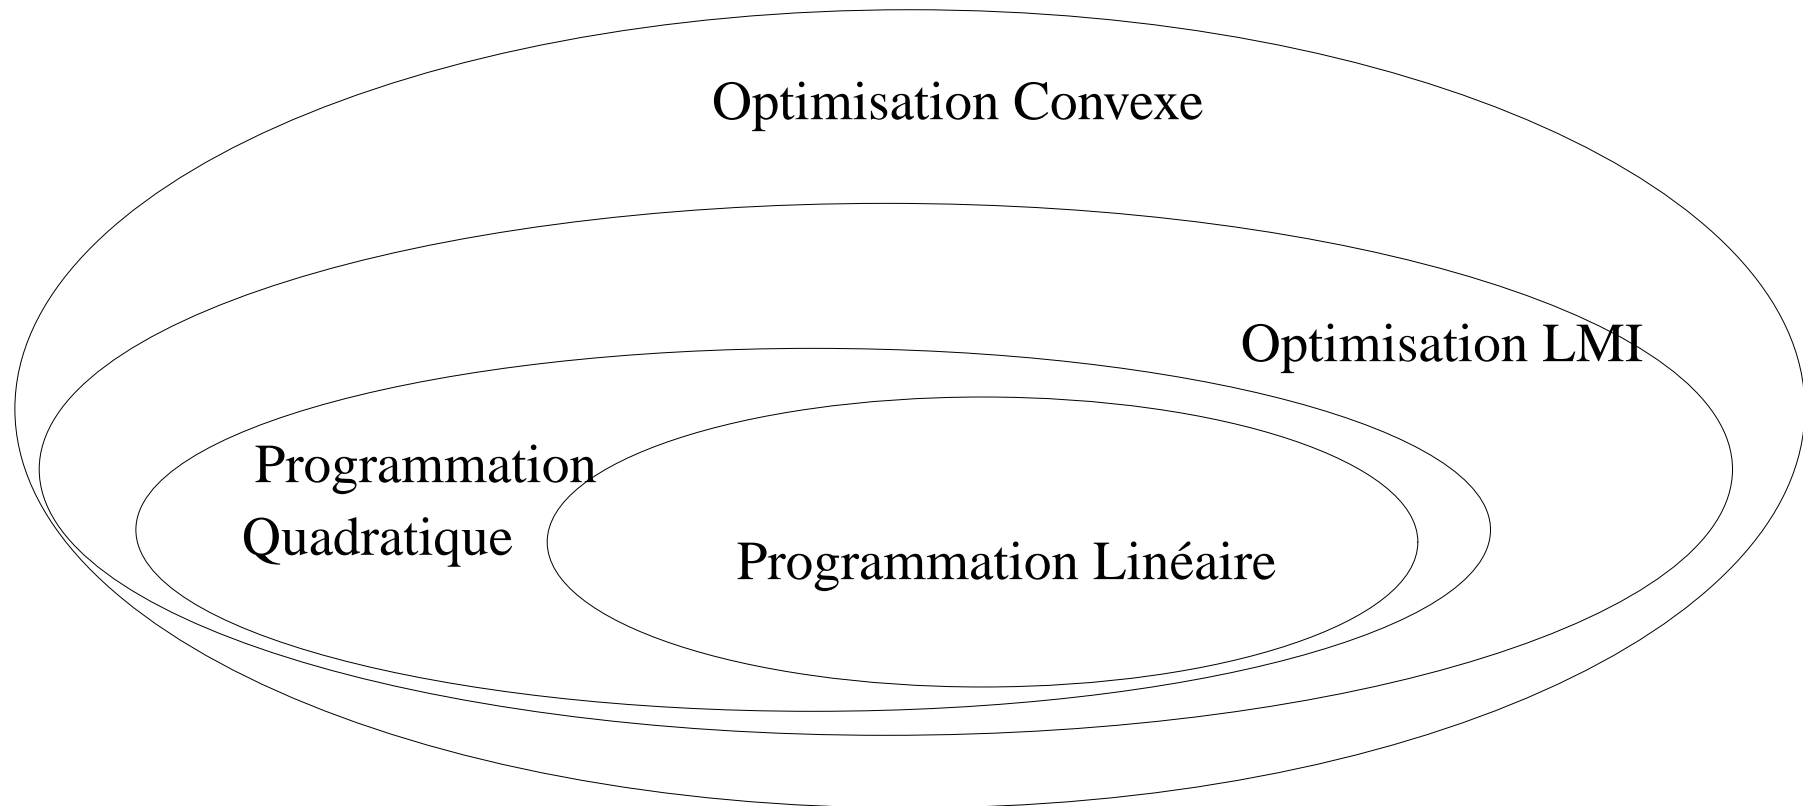 Optimisation Convexe
Optimisation LMI
Programmation
Quadratique
Programmation Linéaire